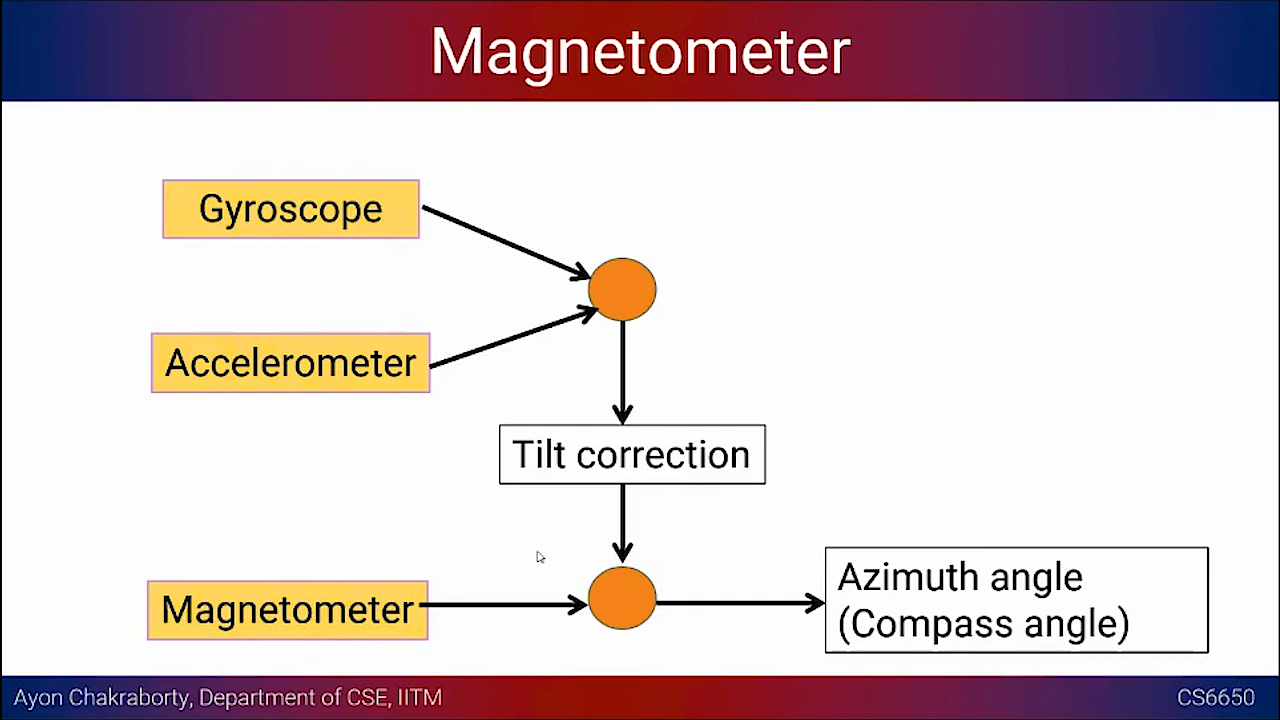 Magnetometer
Gyroscope
Accelerometer
Tilt correction
Magnetometer
Azimuth angle
(Compass angle)
Ayon Chakraborty, Department of CSE, IITM
CS6650